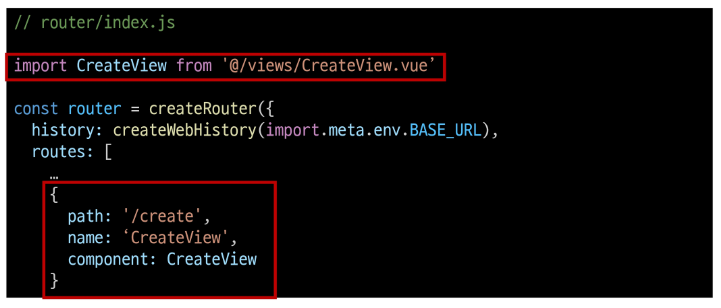 // router/index.js
import CreateView from '@/views/CreateView.vue’
const router = createRouter({
history: createWebHistory(import.meta.env.BASE_URL),
routes: [
…
{
path: '/create',
name: ‘CreateView',
component: CreateView
}